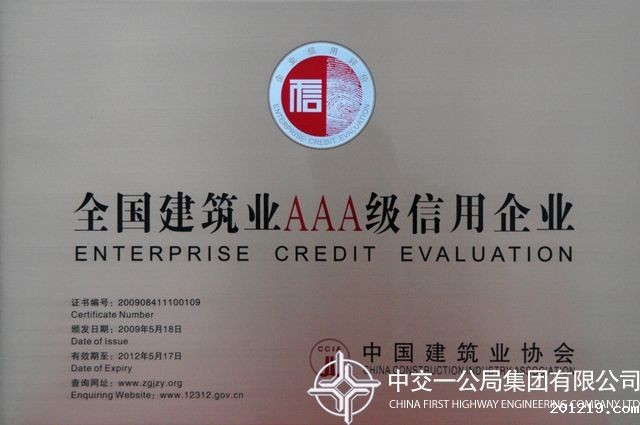 企业信用评价
信
ENTERPRISE CREDIT EVALUATION
全国建筑业AAA级信用企业
ENTERPRISE CREDIT EVALUATION
证书编号：200908411100109
Certificate Number
颁发日期：2009年5月18日
Date of Issue
有效期至：2012年5月17日
Date of Expiry
查询网址：www.zgjzy.org
Enquiring Website：www.12312.gov.cn
CCIA
中国建筑业协会
CHINA CONSTRUCTION INDUSTRY ASSOCIATION
中交一公局集团有限公司
CHINA FIRST HIGHWAY ENGINEERING COMPANY LTD
201219.com